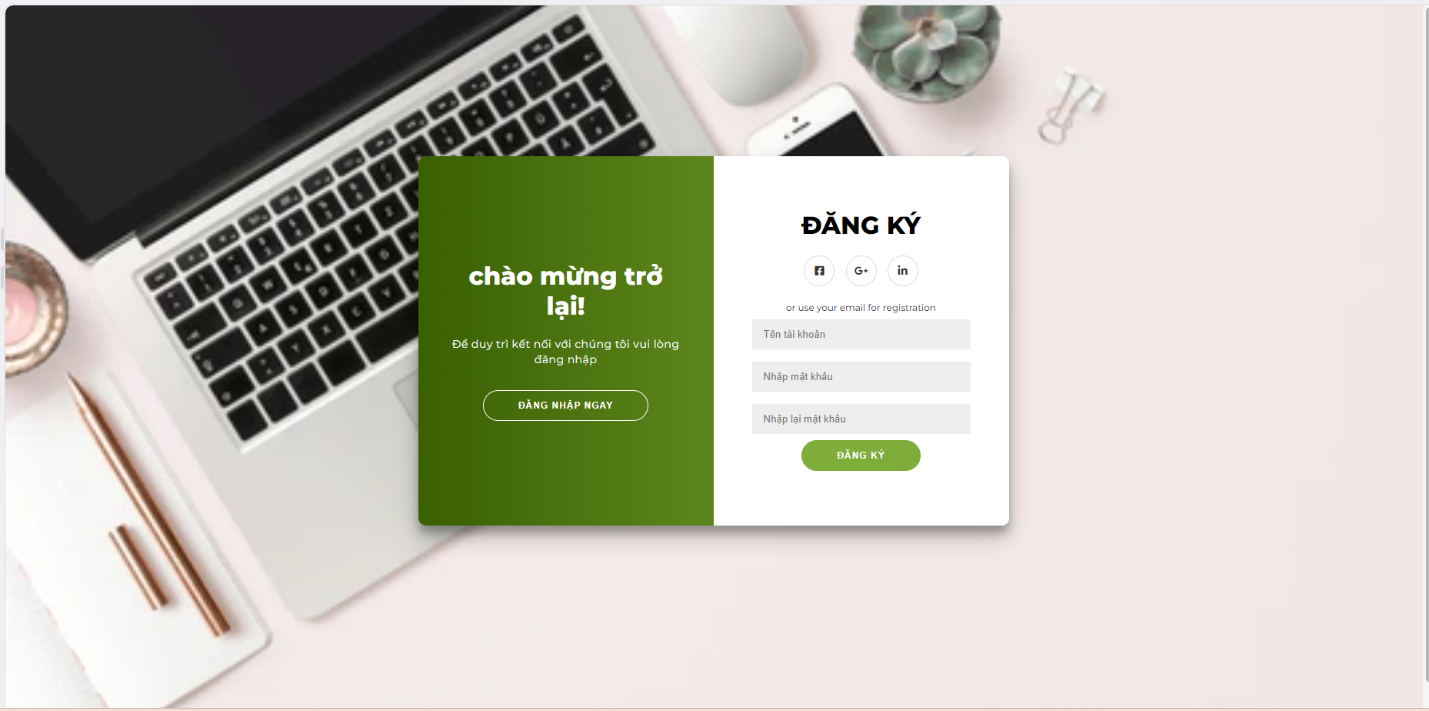 chào mừng trở
lại!
Để duy trì kết nối với chúng tôi vui lòng
đăng nhập
ĐĂNG NHẬP NGAY
ĐĂNG KÝ
G+
in
or use your email for registration
Tên tài khoản
Nhập mật khẩu
Nhập lại mật khẩu
ĐĂNG KÝ